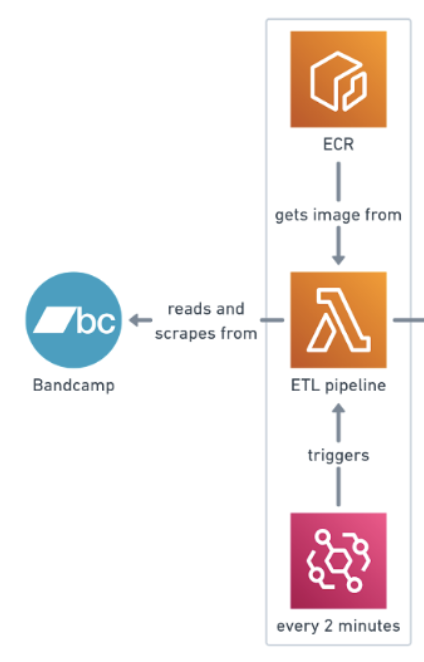 ECR
gets image from
bc
reads and
scrapes from
Bandcamp
ETL pipeline
triggers
every 2 minutes